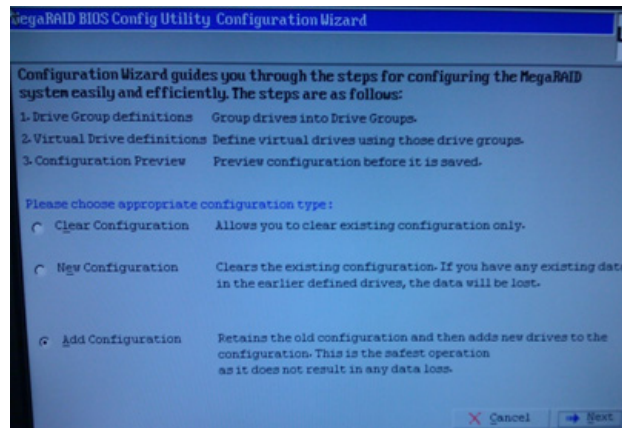 MegaRAID BIOS Config Utility Configuration Wizard
Configuration Wizard guides you through the steps for configuring the MegaRAID
system easily and efficiently. The steps are as follows:
1. Drive Group definitions Group drives into Drive Groups.
2. Virtual Drive definitions Define virtual drives using those drive groups.
3. Configuration Preview Preview configuration before it is saved.
Please choose appropriate configuration type:
Clear Configuration Allows you to clear existing configuration only.
New Configuration Clears the existing configuration. If you have any existing dat
in the earlier defined drives, the data will be lost.
Add Configuration Retains the old configuration and then adds new drives to the
configuration. This is the safest operation
as it does not result in any data loss.
Cancel Next